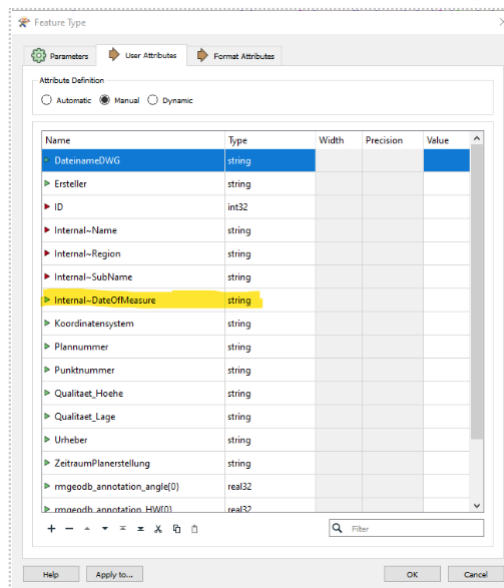 Feature Type
Parameters User Attributes Format Attributes
Attribute Definition
Automatic Manual Dynamic
Name Type Width Precision Value
DateinameDWG string
Ersteller string
ID int32
Internal~Name string
Internal~Region string
Internal~SubName string
Internal~DateOfMeasure string
Koordinatensystem string
Plannummer string
Punktnummer string
Qualitaet_Hoehe string
Qualitaet_Lage string
Urheber string
ZeitraumPlanerstellung string
rmgeodb_annotation_angle{0} real32
rmgeodb_annotation_HW{0} real32
Filter
Help Apply to... OK Cancel